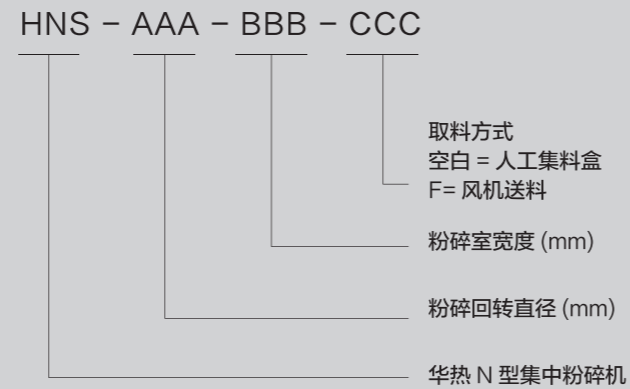 HNS - AAA - BBB - CCC
取料方式
空白 = 人工集料盒
F= 风机送料
粉碎室宽度 (mm)
粉碎回转直径 (mm)
华热 N 型集中粉碎机